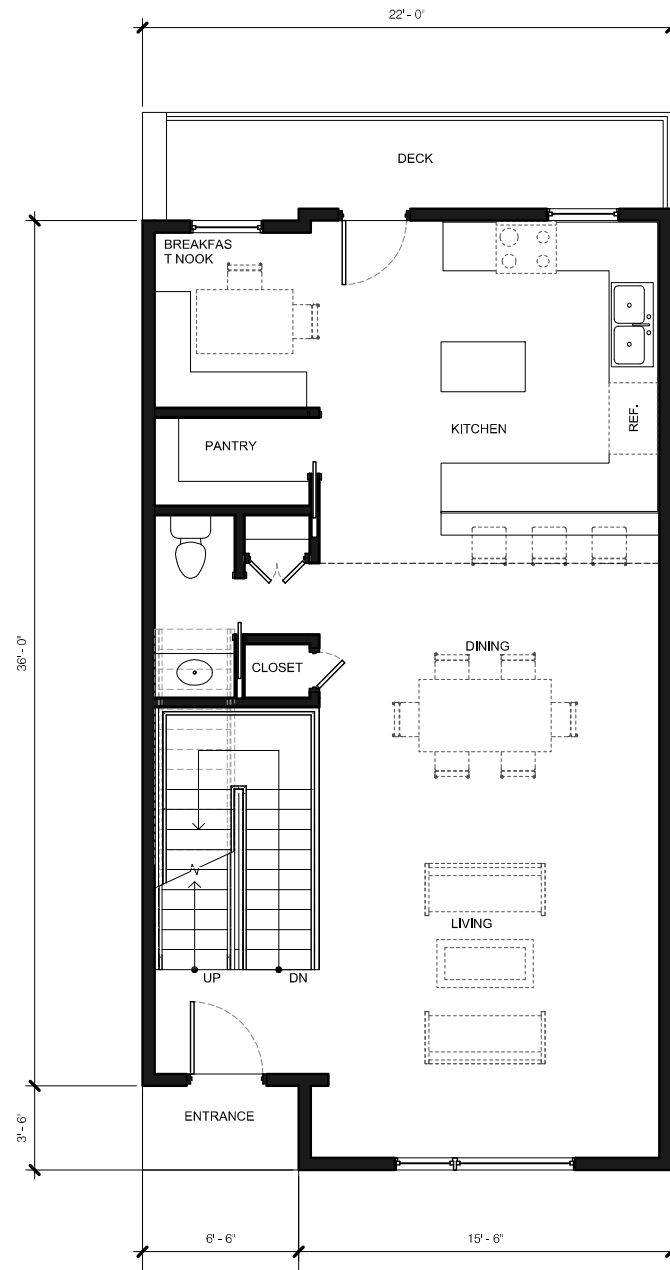 22' - 0"
DECK
BREAKFAS
T NOOK
PANTRY
KITCHEN
REF.
36' - 0"
CLOSET
DINING
LIVING
UP
DN
ENTRANCE
3' - 6"
6' - 6"
15' - 6"